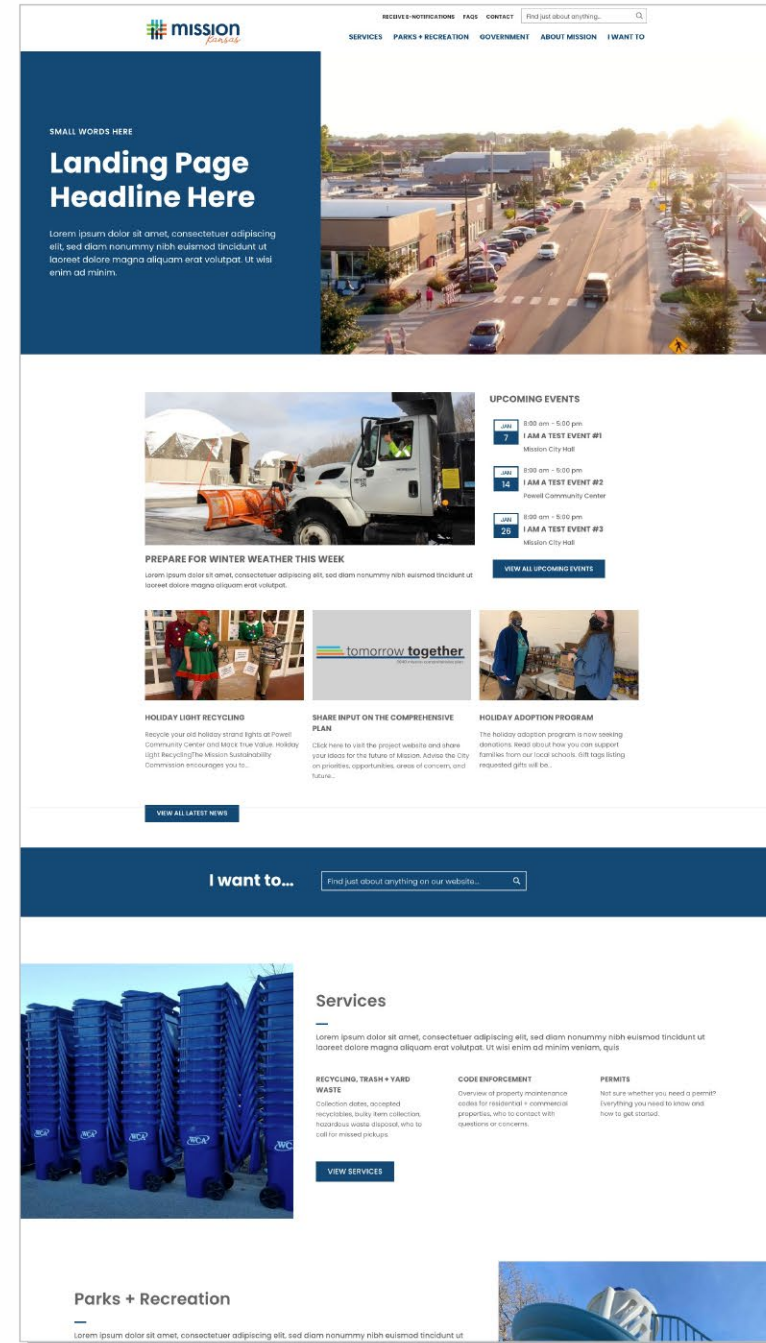 RECEIVE E-NOTIFICATIONS FAQS CONTACT Find just about anything...
mission
Kansas
SERVICES PARKS + RECREATION GOVERNMENT ABOUT MISSION I WANT TO
SMALL WORDS HERE
Landing Page
Headline Here
Lorem ipsum dolor sit amet, consectetuer adipiscing
elit, sed diam nonummy nibh euismod tincidunt ut
laoreet dolore magna aliquam erat volutpat. Ut wisi
enim ad minim.
PREPARE FOR WINTER WEATHER THIS WEEK
Lorem ipsum dolor sit amet, consectetuer adipiscing elit, sed diam nonummy nibh euismod tincidunt ut
laoreet dolore magna aliquam erat volutpat.
UPCOMING EVENTS
JAN
7
8:00 am - 5:00 pm
I AM A TEST EVENT #1
Mission City Hall
JAN
14
8:00 am - 5:00 pm
I AM A TEST EVENT #2
Powell Community Center
JAN
26
8:00 am - 5:00 pm
I AM A TEST EVENT #3
Mission City Hall
VIEW ALL UPCOMING EVENTS
HOLIDAY LIGHT RECYCLING
Recycle your old holiday strand lights at Powell
Community Center and Mack True Value. Holiday
Light RecyclingThe Mission Sustainability
Commission encourages you to...
tomorrow together
SHARE INPUT ON THE COMPREHENSIVE
PLAN
Click here to visit the project website and share
your ideas for the future of Mission. Advise the City
on priorities, opportunities, areas of concern, and
future...
HOLIDAY ADOPTION PROGRAM
The holiday adoption program is now seeking
donations. Read about how you can support
families from our local schools. Gift tags listing
requested gifts will be...
VIEW ALL LATEST NEWS
I want to... Find just about anything on our website...
WCA WCA WCA WCA WC
Services
Lorem ipsum dolor sit amet, consectetuer adipiscing elit, sed diam nonummy nibh euismod tincidunt ut
laoreet dolore magna aliquam erat volutpat. Ut wisi enim ad minim veniam, quis
RECYCLING, TRASH + YARD
WASTE
Collection dates, accepted
recyclables, bulky item collection,
hazardous waste disposal, who to
call for missed pickups.
CODE ENFORCEMENT
Overview of property maintenance
codes for residential + commercial
properties, who to contact with
questions or concerns.
PERMITS
Not sure whether you need a permit?
Everything you need to know and
how to get started.
VIEW SERVICES
Parks + Recreation
Lorem ipsum dolor sit amet, consectetuer adipiscing elit, sed diam nonummy nibh euismod tincidunt ut